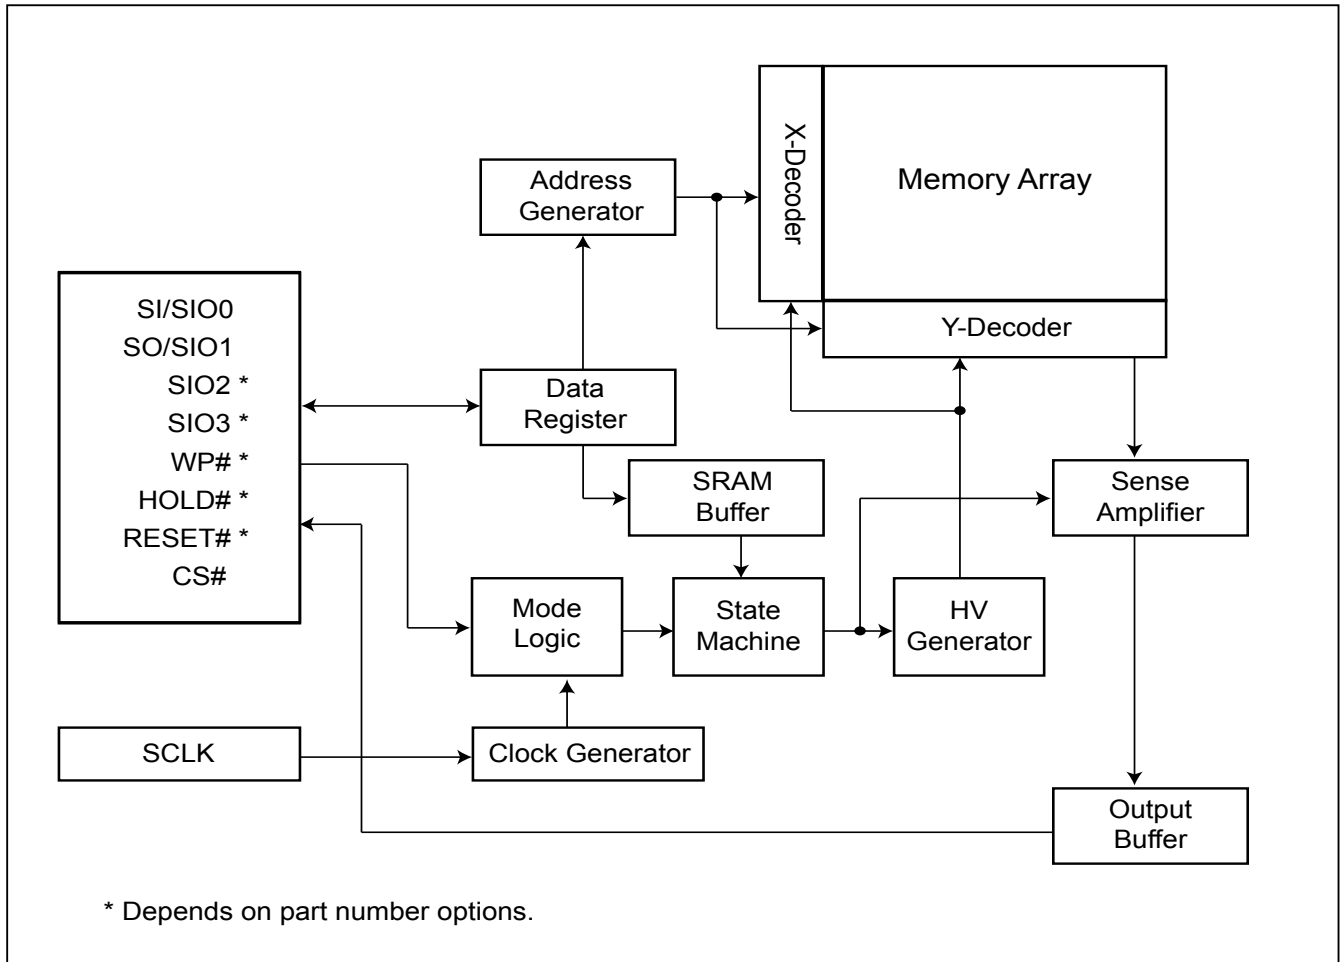 X-Decoder
Memory Array
Address
Generator
Y-Decoder
SI/SIO0
SO/SIO1
SIO2 *
SIO3 *
WP# *
HOLD# *
RESET# *
CS#
Data
Register
SRAM
Buffer
Sense
Amplifier
Mode
Logic
State
Machine
HV
Generator
SCLK
Clock Generator
Output
Buffer
* Depends on part number options.